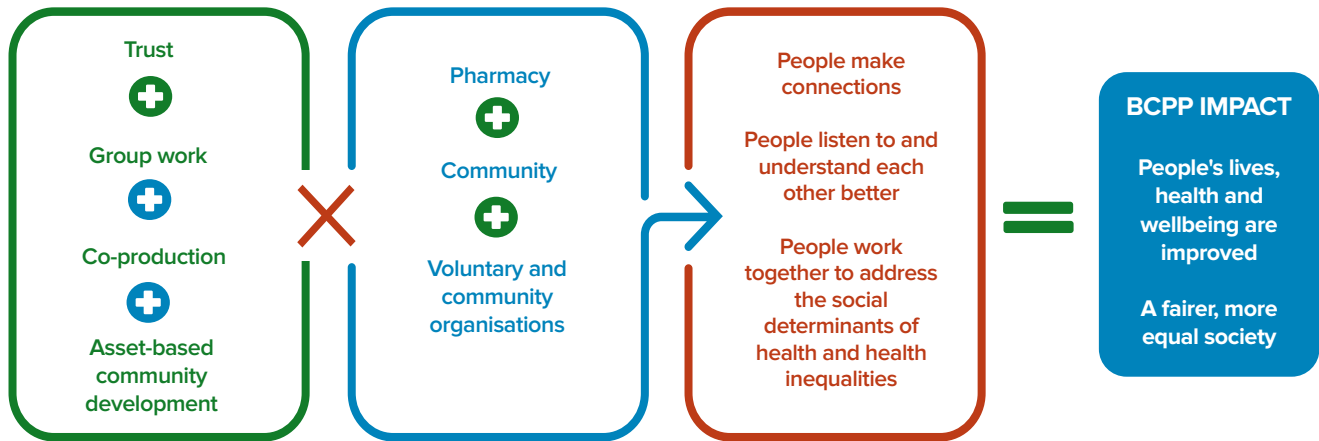 Trust
Group work
Co-production
Asset-based
community
development
Pharmacy
Community
Voluntary and
community
organisations
People make
connections
People listen to and
understand each
other better
People work
together to address
the social
determinants of
health and health
inequalities
BCPP IMPACT
People's lives,
health and
wellbeing are
improved
A fairer, more
equal society